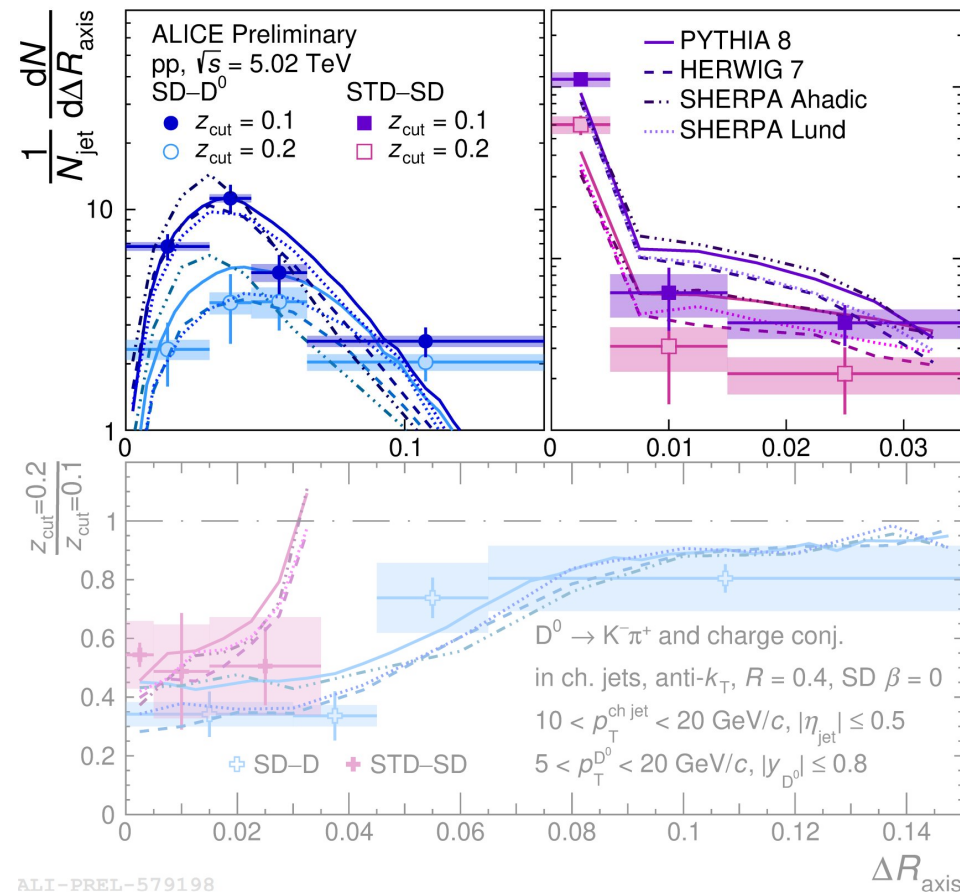 1/N_jet dN/dΔR_axis
ALICE Preliminary
pp, √s = 5.02 TeV
SD–D⁰ STD–SD
z_cut = 0.1 z_cut = 0.1
z_cut = 0.2 z_cut = 0.2
PYTHIA 8
HERWIG 7
SHERPA Ahadic
SHERPA Lund
10
1
0 0.1
0 0.01 0.02 0.03
z_cut=0.2/z_cut=0.1
1
0.8
0.6
0.4
0.2
0
D⁰ → K⁻π⁺ and charge conj.
in ch. jets, anti-k_T, R = 0.4, SD β = 0
10 < p_T^ch jet < 20 GeV/c, |η_jet| ≤ 0.5
5 < p_T^D⁰ < 20 GeV/c, |y_D⁰| ≤ 0.8
SD–D STD–SD
0 0.02 0.04 0.06 0.08 0.1 0.12 0.14
ΔR_axis
ALI-PREL-579198